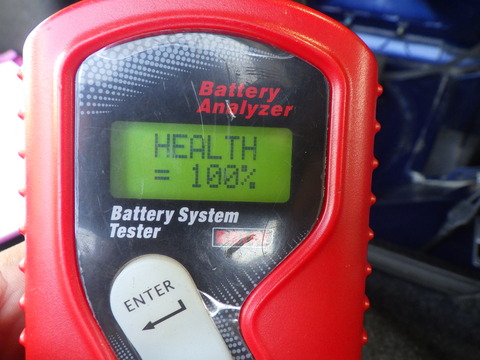 Battery
Analyzer
HEALTH
= 100%
Battery System
Tester
ENTER